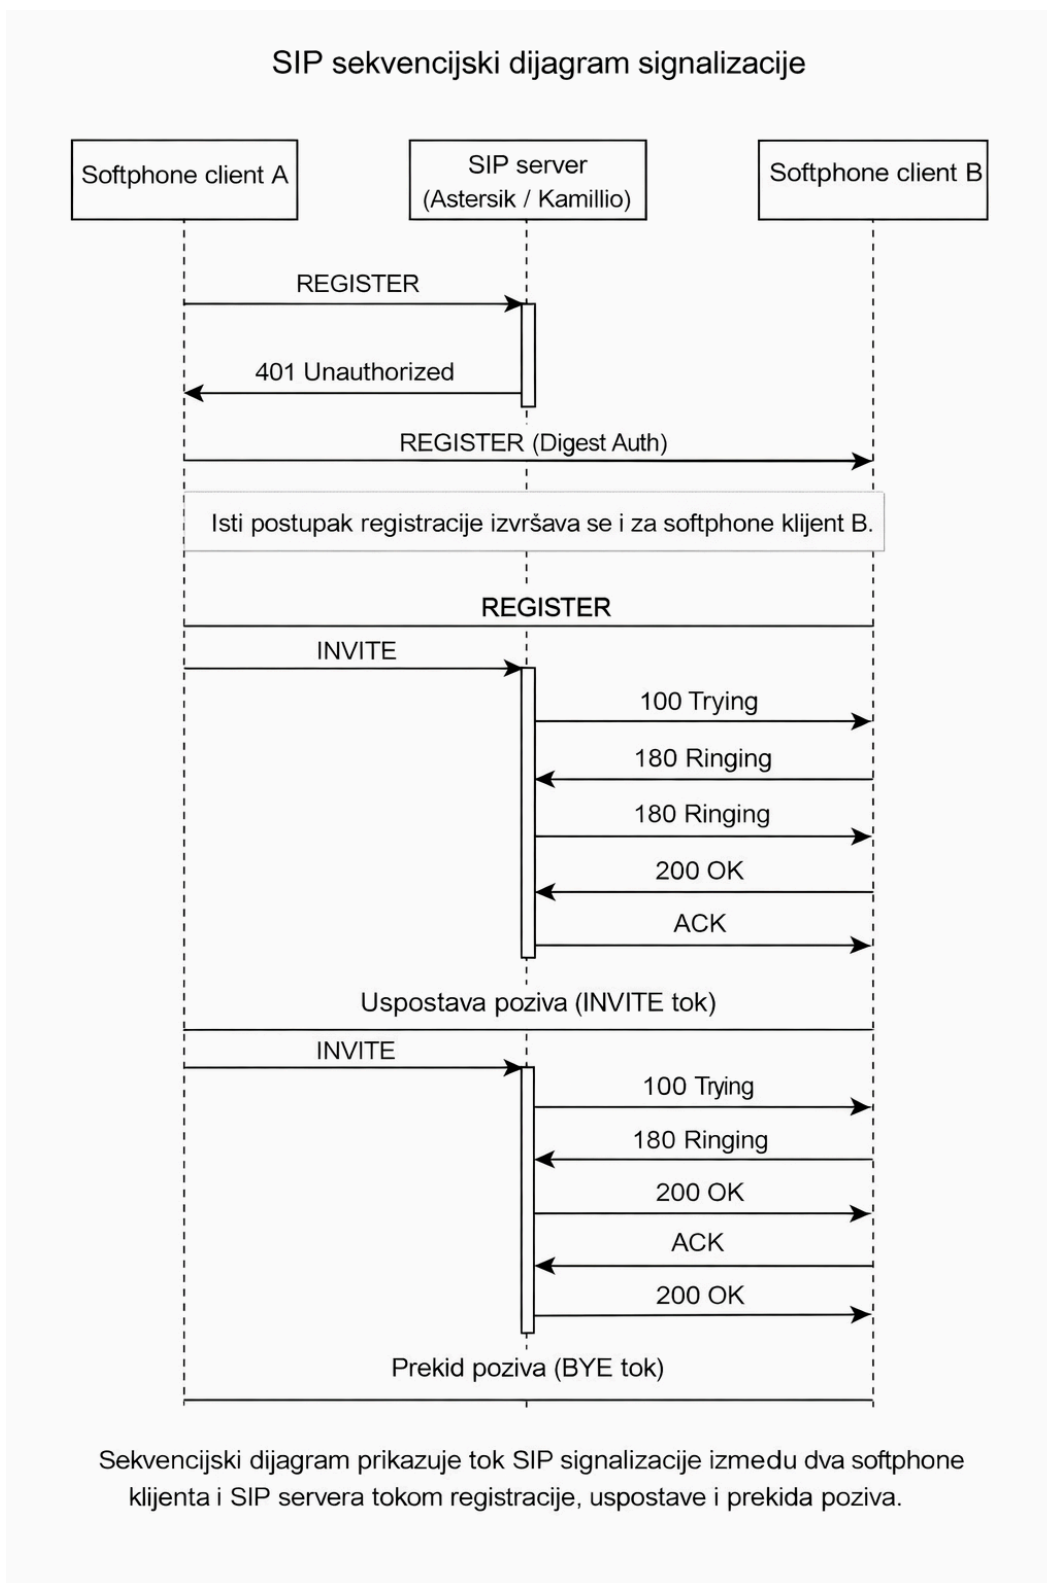 SIP sekvencijski dijagram signalizacije
Softphone client A
SIP server
(Astersik / Kamillio)
Softphone client B
REGISTER
401 Unauthorized
REGISTER (Digest Auth)
Isti postupak registracije izvršava se i za softphone klijent B.
REGISTER
INVITE
100 Trying
180 Ringing
180 Ringing
200 OK
ACK
Uspostava poziva (INVITE tok)
INVITE
100 Trying
180 Ringing
200 OK
ACK
200 OK
Prekid poziva (BYE tok)
Sekvencijski dijagram prikazuje tok SIP signalizacije izmedu dva softphone
klijenta i SIP servera tokom registracije, uspostave i prekida poziva.